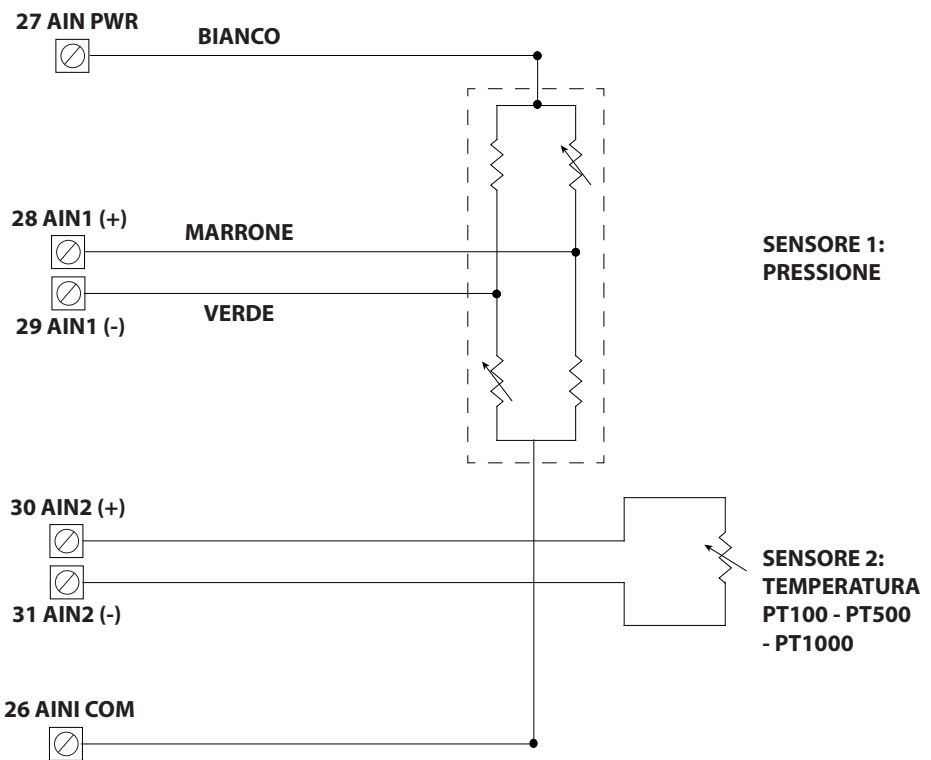 27 AIN PWR
BIANCO
28 AIN1 (+)
MARRONE
29 AIN1 (-)
VERDE
SENSORE 1:
PRESSIONE
30 AIN2 (+)
31 AIN2 (-)
SENSORE 2:
TEMPERATURA
PT100 - PT500
- PT1000
26 AINI COM